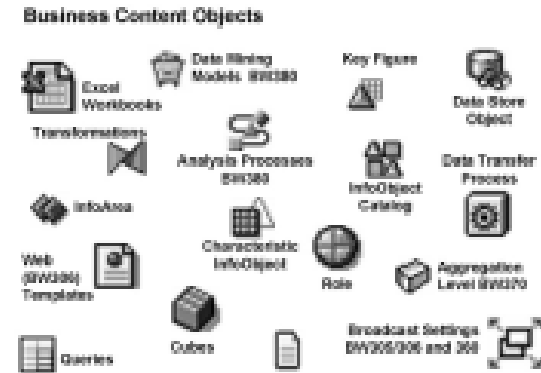 Business Content Objects
Excel
Workbooks
Data Mining
Models BW380
Key Figure
Data Store
Object
Transformations
Analysis Processes
BW380
InfoObject
Catalog
Data Transfer
Process
InfoArea
Characteristic
InfoObject
Role
Web
(BW306)
Templates
Aggregation
Level BW370
Cubes
Queries
Broadcast Settings
BW305/306 and 360